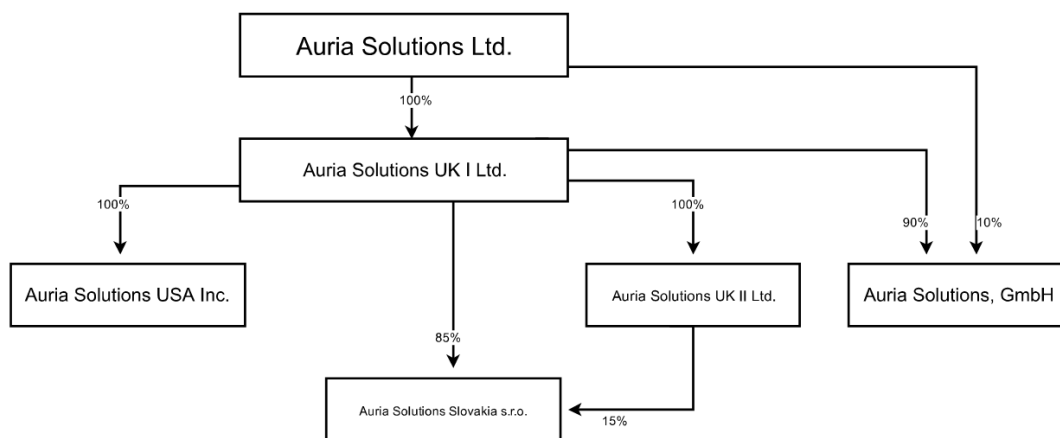 Auria Solutions Ltd.
100%
Auria Solutions UK I Ltd.
100%
100%
90%
10%
Auria Solutions USA Inc.
Auria Solutions UK II Ltd.
Auria Solutions, GmbH
85%
Auria Solutions Slovakia s.r.o.
15%